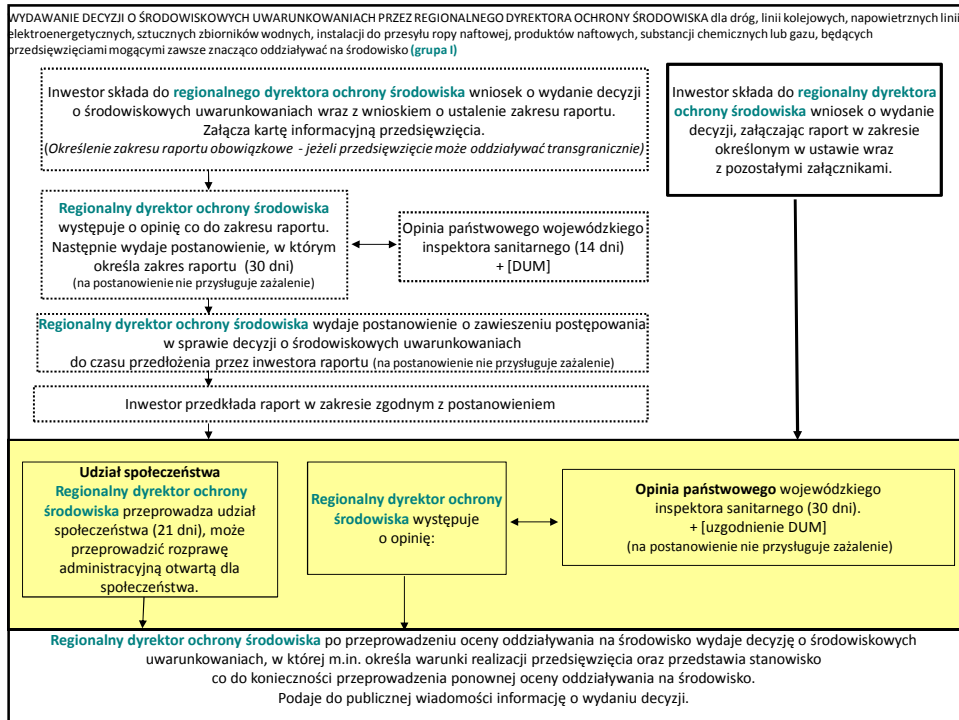 WYDAWANIE DECYZJI O ŚRODOWISKOWYCH UWARUNKOWANIACH PRZEZ REGIONALNEGO DYREKTORA OCHRONY ŚRODOWISKA dla dróg, linii kolejowych, napowietrznych linii
elektroenergetycznych, sztucznych zbiorników wodnych, instalacji do przesyłu ropy naftowej, produktów naftowych, substancji chemicznych lub gazu, będących
przedsięwzięciami mogącymi zawsze znacząco oddziaływać na środowisko (grupa I)
Inwestor składa do regionalnego dyrektora ochrony środowiska wniosek o wydanie decyzji
o środowiskowych uwarunkowaniach wraz z wnioskiem o ustalenie zakresu raportu.
Załącza kartę informacyjną przedsięwzięcia.
(Określenie zakresu raportu obowiązkowe - jeżeli przedsięwzięcie może oddziaływać transgranicznie)
Inwestor składa do regionalny dyrektora
ochrony środowiska wniosek o wydanie
decyzji, załączając raport w zakresie
określonym w ustawie wraz
z pozostałymi załącznikami.
Regionalny dyrektor ochrony środowiska
występuje o opinię co do zakresu raportu.
Następnie wydaje postanowienie, w którym
określa zakres raportu (30 dni)
(na postanowienie nie przysługuje zażalenie)
Opinia państwowego wojewódzkiego
inspektora sanitarnego (14 dni)
+ [DUM]
Regionalny dyrektor ochrony środowiska wydaje postanowienie o zawieszeniu postępowania
w sprawie decyzji o środowiskowych uwarunkowaniach
do czasu przedłożenia przez inwestora raportu (na postanowienie nie przysługuje zażalenie)
Inwestor przedkłada raport w zakresie zgodnym z postanowieniem
Udział społeczeństwa
Regionalny dyrektor ochrony
środowiska przeprowadza udział
społeczeństwa (21 dni), może
przeprowadzić rozprawę
administracyjną otwartą dla
społeczeństwa.
Regionalny dyrektor ochrony
środowiska występuje
o opinię:
Opinia państwowego wojewódzkiego
inspektora sanitarnego (30 dni).
+ [uzgodnienie DUM]
(na postanowienie nie przysługuje zażalenie)
Regionalny dyrektor ochrony środowiska po przeprowadzeniu oceny oddziaływania na środowisko wydaje decyzję o środowiskowych
uwarunkowaniach, w której m.in. określa warunki realizacji przedsięwzięcia oraz przedstawia stanowisko
co do konieczności przeprowadzenia ponownej oceny oddziaływania na środowisko.
Podaje do publicznej wiadomości informację o wydaniu decyzji.